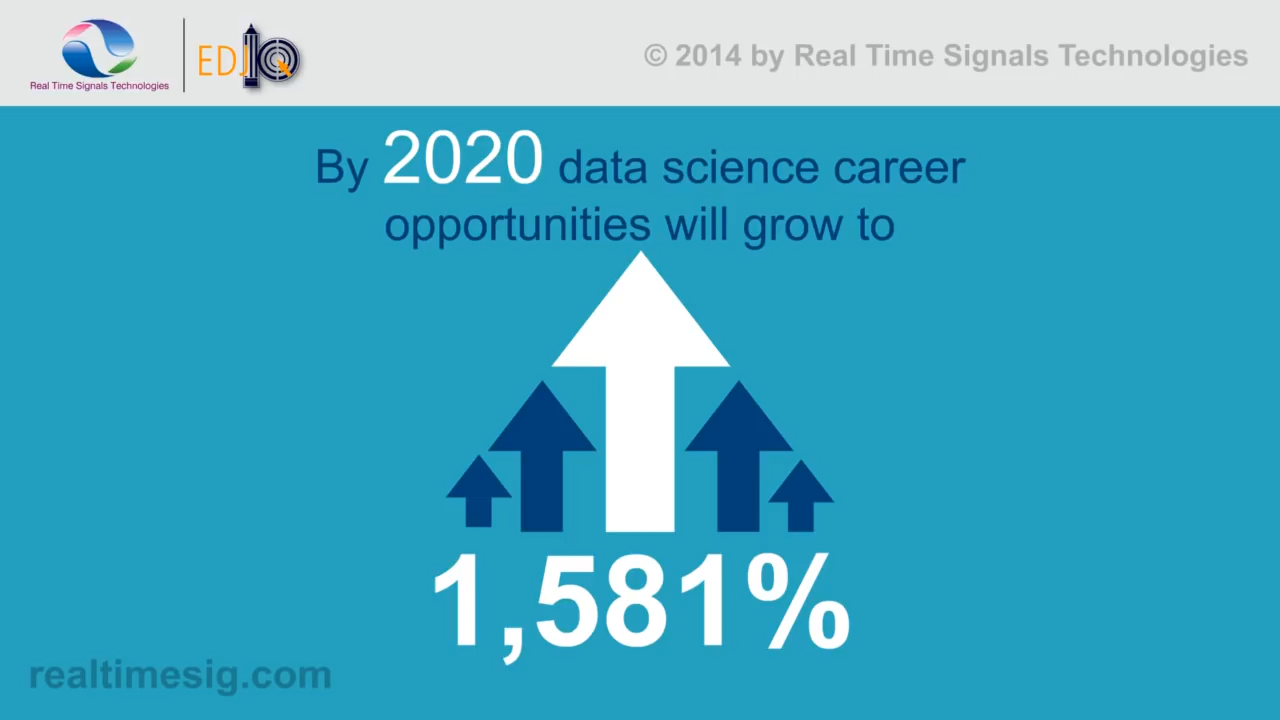 Real Time Signals Technologies
EDJIQ
© 2014 by Real Time Signals Technologies
By 2020 data science career
opportunities will grow to
1,581%
realtimesig.com